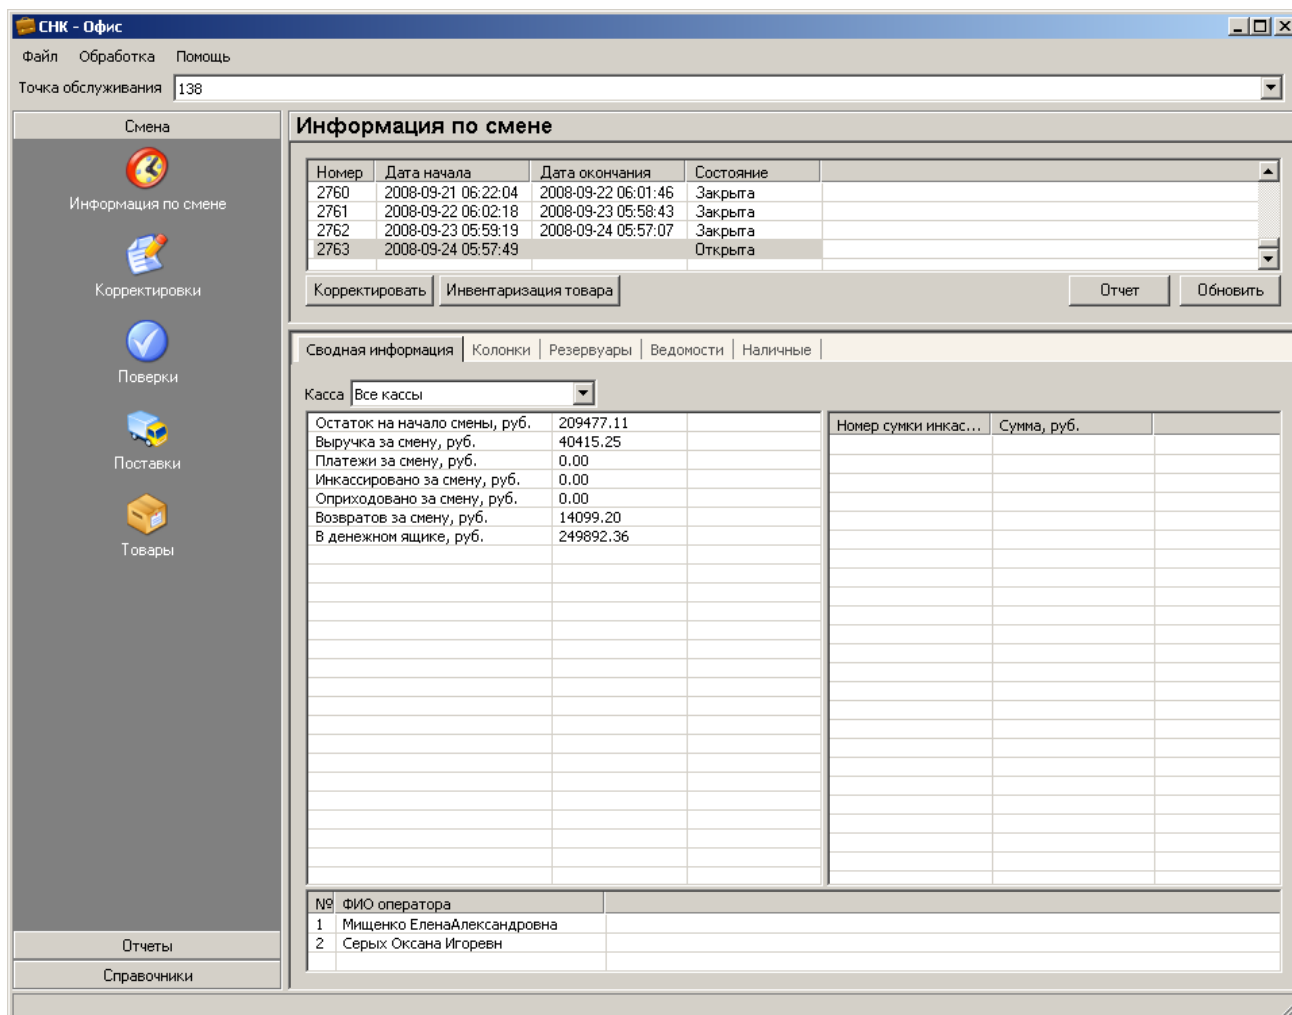 СНК - Офис
Файл Обработка Помощь
Точка обслуживания 138
Смена
Информация по смене
Корректировки
Поверки
Поставки
Товары
Отчеты
Справочники
Информация по смене
Номер Дата начала Дата окончания Состояние
2760 2008-09-21 06:22:04 2008-09-22 06:01:46 Закрыта
2761 2008-09-22 06:02:18 2008-09-23 05:58:43 Закрыта
2762 2008-09-23 05:59:19 2008-09-24 05:57:07 Закрыта
2763 2008-09-24 05:57:49 Открыта
Корректировать Инвентаризация товара Отчет Обновить
Сводная информация Колонки Резервуары Ведомости Наличные
Касса Все кассы
Остаток на начало смены, руб. 209477.11
Выручка за смену, руб. 40415.25
Платежи за смену, руб. 0.00
Инкассировано за смену, руб. 0.00
Оприходовано за смену, руб. 0.00
Возвратов за смену, руб. 14099.20
В денежном ящике, руб. 249892.36
Номер сумки инкас... Сумма, руб.
№ ФИО оператора
1 Мищенко ЕленаАлександровна
2 Серых Оксана Игоревн